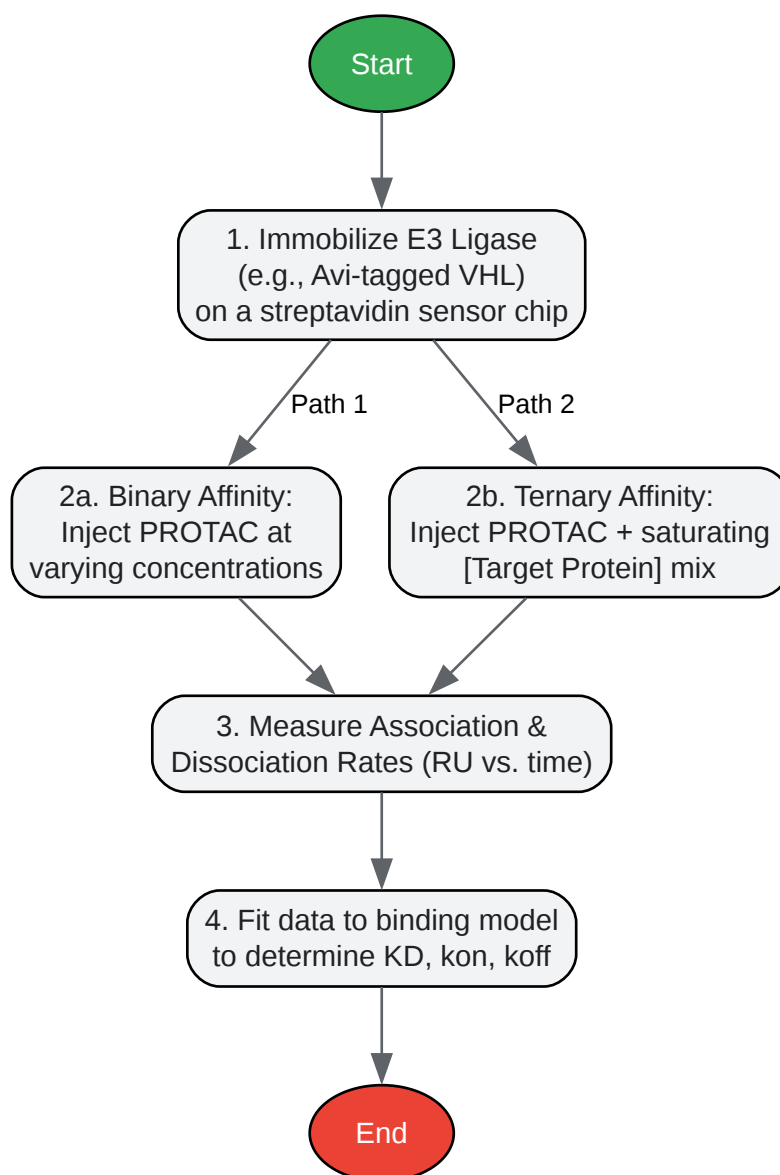 Start
1. Immobilize E3 Ligase
(e.g., Avi-tagged VHL)
on a streptavidin sensor chip
Path 1
Path 2
2a. Binary Affinity:
Inject PROTAC at
varying concentrations
2b. Ternary Affinity:
Inject PROTAC + saturating
[Target Protein] mix
3. Measure Association &
Dissociation Rates (RU vs. time)
4. Fit data to binding model
to determine KD, kon, koff
End